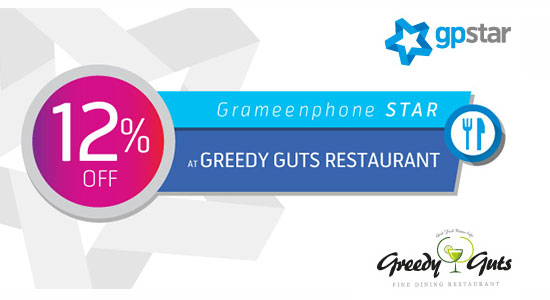 gpstar
12%
OFF
Grameenphone STAR
AT GREEDY GUTS RESTAURANT
Greedy Guts
FINE DINING RESTAURANT